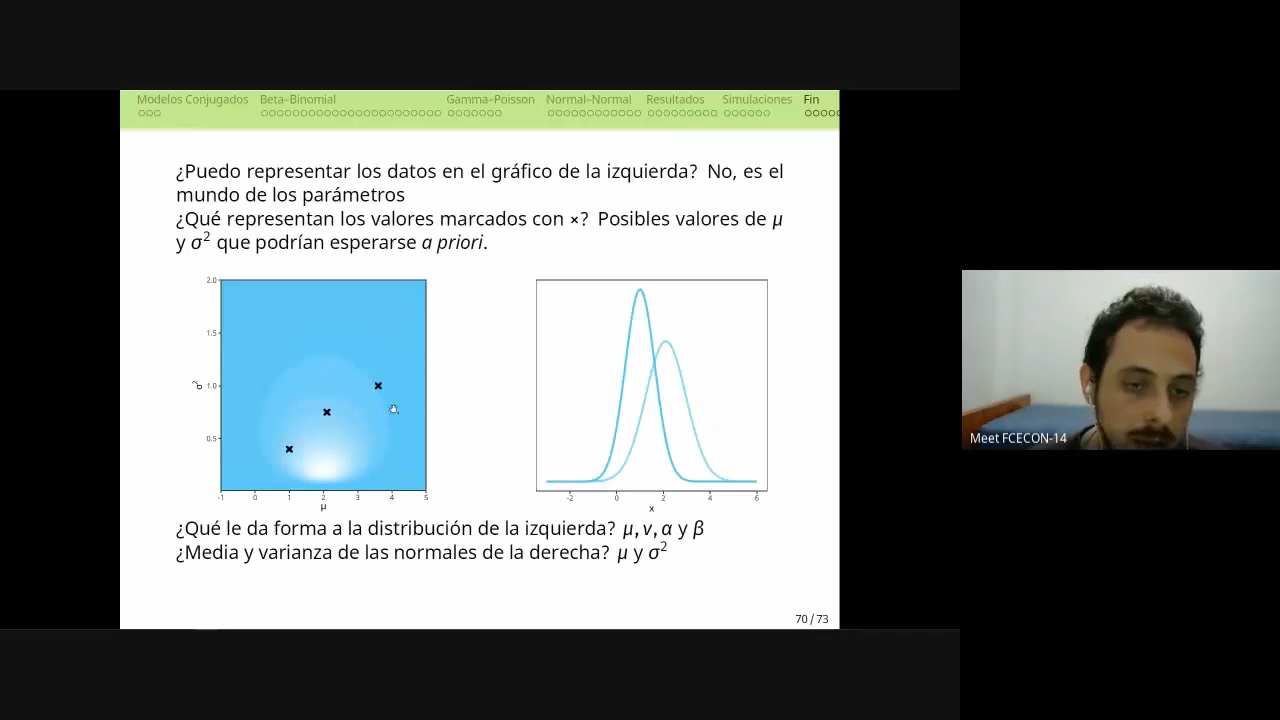 Modelos Conjugados Beta–Binomial Gamma–Poisson Normal–Normal Resultados Simulaciones Fin
¿Puedo representar los datos en el gráfico de la izquierda? No, es el
mundo de los parámetros
¿Qué representan los valores marcados con ×? Posibles valores de μ
y σ² que podrían esperarse a priori.
2.0
1.5
1.0
0.5
σ²
-1 0 1 2 3 4 5
μ
-2 0 2 4 6
x
¿Qué le da forma a la distribución de la izquierda? μ, ν, α y β
¿Media y varianza de las normales de la derecha? μ y σ²
70 / 73
Meet FCECON-14